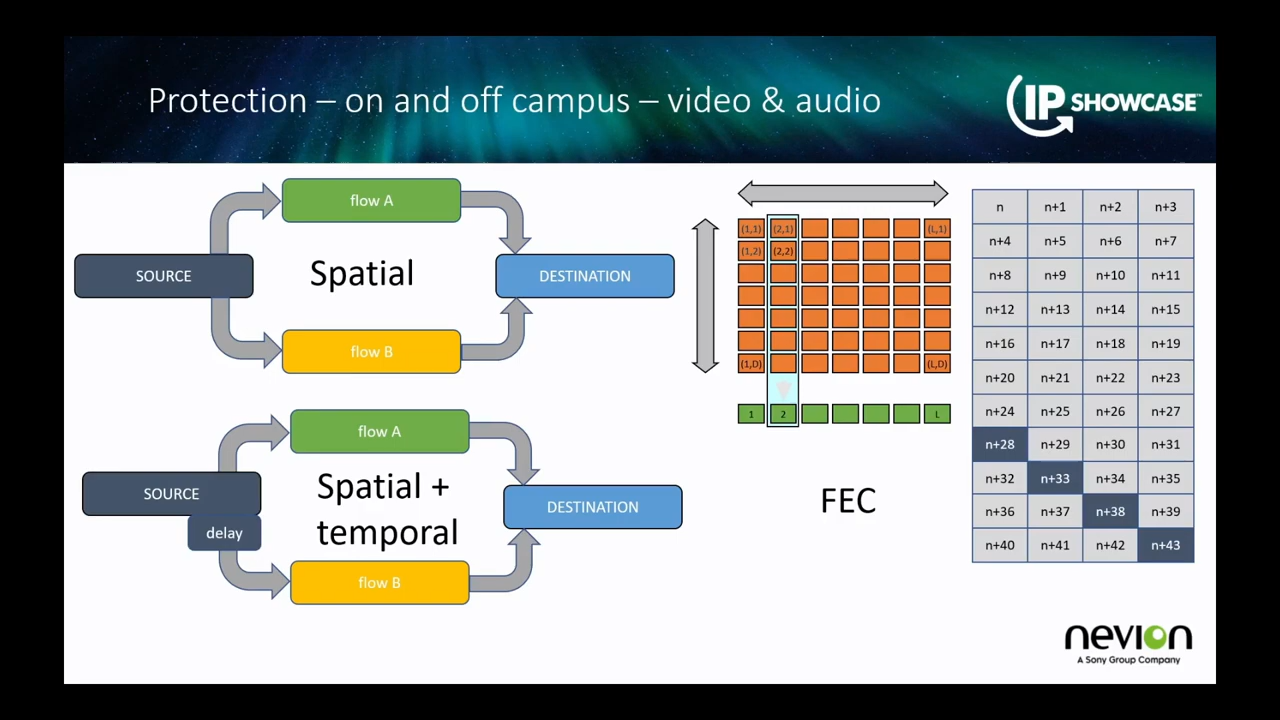 Protection – on and off campus – video & audio
IP SHOWCASE™
flow A
SOURCE
Spatial
DESTINATION
flow B
flow A
SOURCE
delay
Spatial +
temporal
DESTINATION
flow B
(1,1) (2,1) (L,1)
(1,2) (2,2)
(1,D) (L,D)
1 2 L
FEC
n n+1 n+2 n+3
n+4 n+5 n+6 n+7
n+8 n+9 n+10 n+11
n+12 n+13 n+14 n+15
n+16 n+17 n+18 n+19
n+20 n+21 n+22 n+23
n+24 n+25 n+26 n+27
n+28 n+29 n+30 n+31
n+32 n+33 n+34 n+35
n+36 n+37 n+38 n+39
n+40 n+41 n+42 n+43
nevion
A Sony Group Company